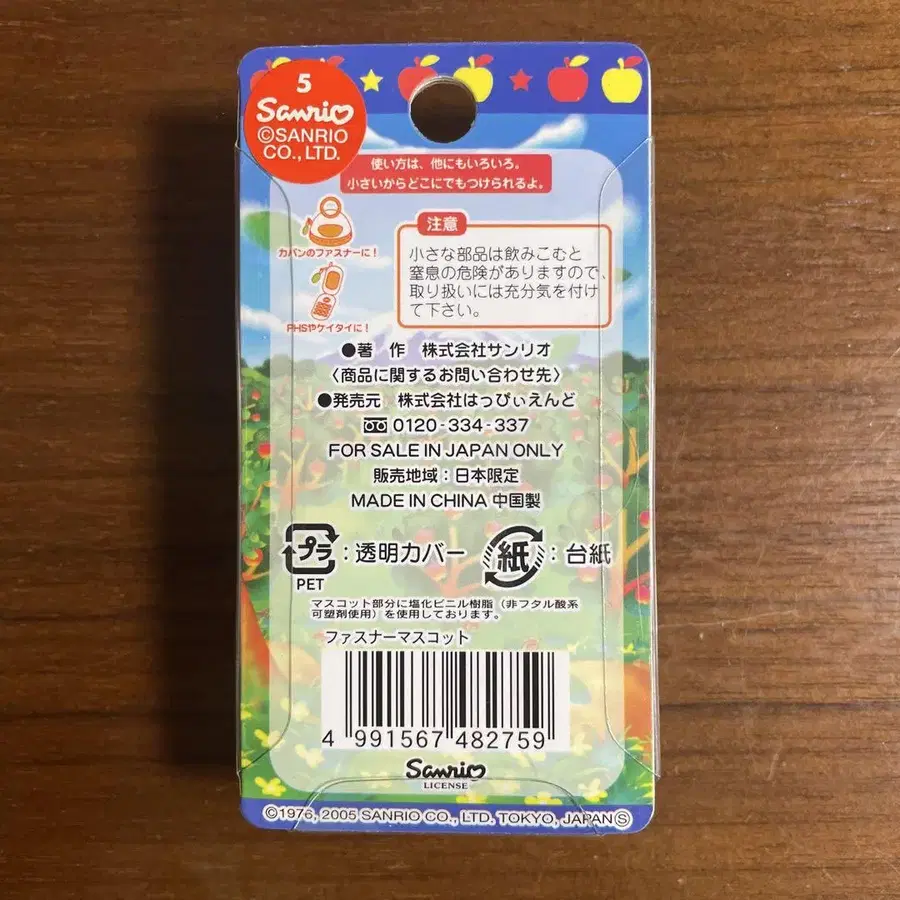 5
Sanrio
©SANRIO
CO., LTD.
使い方は、他にもいろいろ。
小さいからどこにでもつけられるよ。
カバンのファスナーに!
PHSやケイタイに!
注意
小さな部品は飲みこむと
窒息の危険がありますので、
取り扱いには充分気を付け
て下さい。
●著 作 株式会社サンリオ
〈商品に関するお問い合わせ先〉
●発売元 株式会社はっぴぃえんど
0120-334-337
FOR SALE IN JAPAN ONLY
販売地域:日本限定
MADE IN CHINA 中国製
プラ:透明カバー 紙:台紙
PET
マスコット部分に塩化ビニル樹脂(非フタル酸系
可塑剤使用)を使用しております。
ファスナーマスコット
4 991567 482759
Sanrio
LICENSE
©1976, 2005 SANRIO CO., LTD. TOKYO, JAPAN Ⓢ